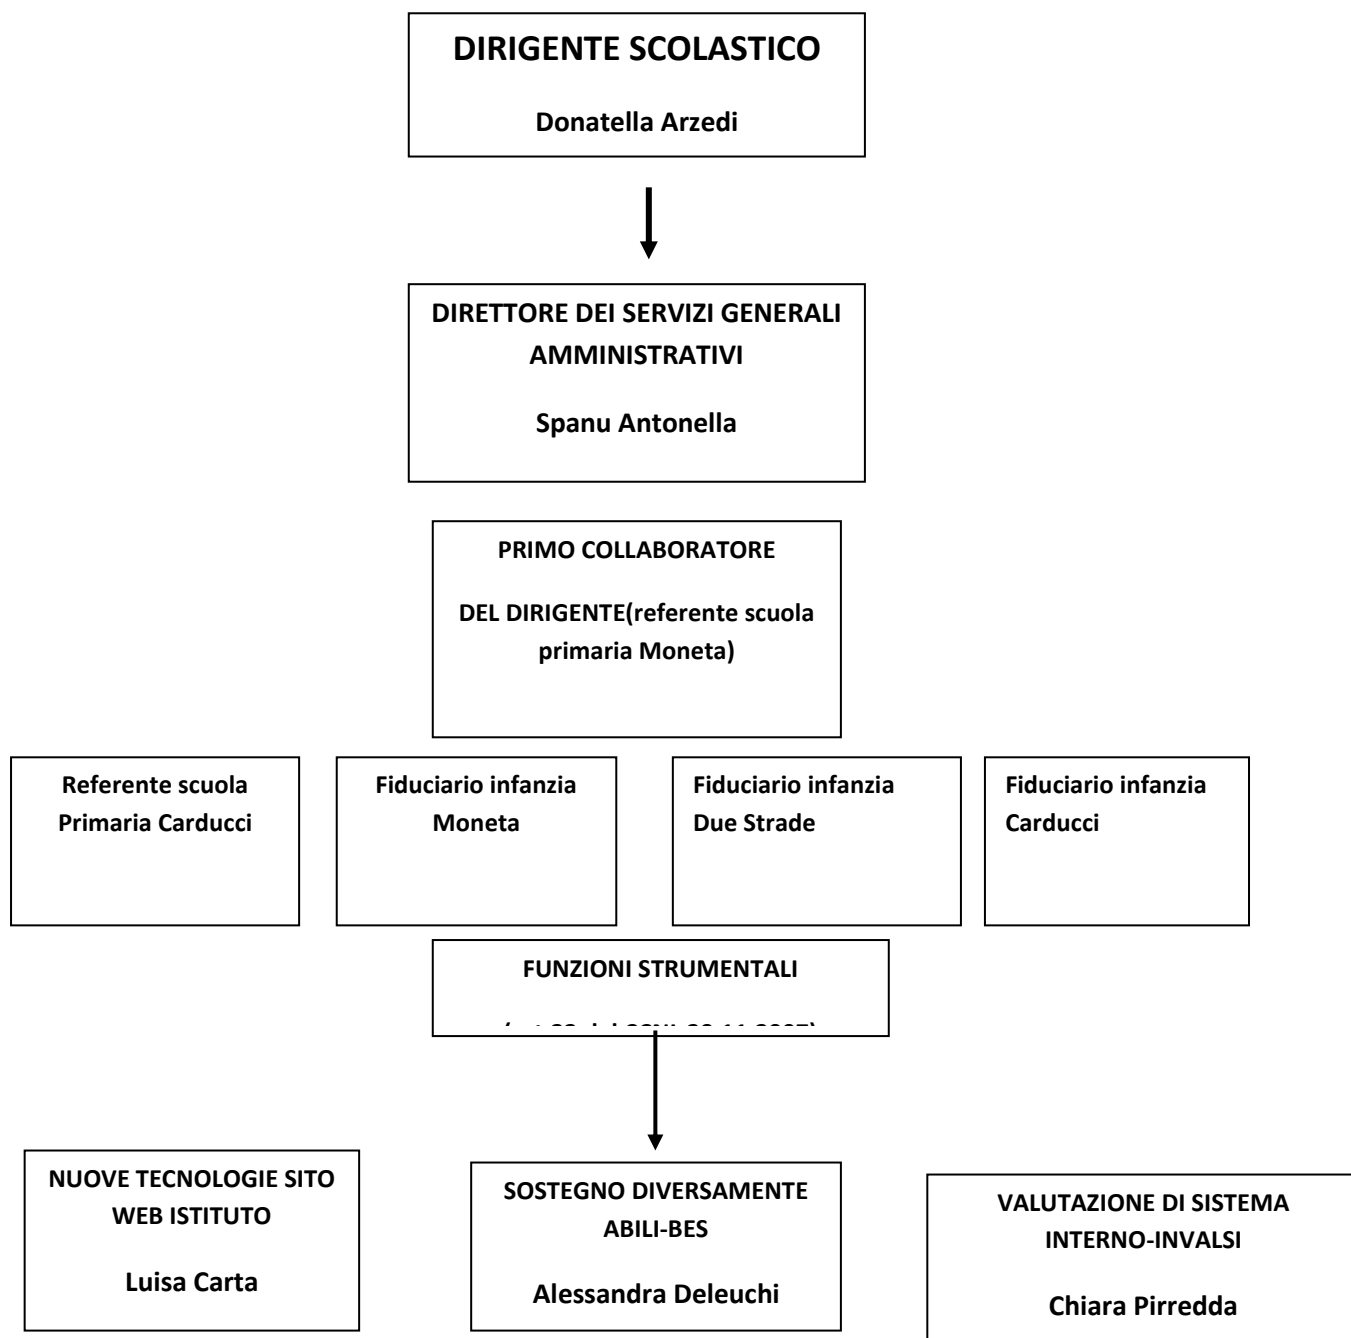 DIRIGENTE SCOLASTICO
Donatella Arzedi
DIRETTORE DEI SERVIZI GENERALI
AMMINISTRATIVI
Spanu Antonella
PRIMO COLLABORATORE
DEL DIRIGENTE(referente scuola
primaria Moneta)
Referente scuola
Primaria Carducci
Fiduciario infanzia
Moneta
Fiduciario infanzia
Due Strade
Fiduciario infanzia
Carducci
FUNZIONI STRUMENTALI
NUOVE TECNOLOGIE SITO
WEB ISTITUTO
Luisa Carta
SOSTEGNO DIVERSAMENTE
ABILI-BES
Alessandra Deleuchi
VALUTAZIONE DI SISTEMA
INTERNO-INVALSI
Chiara Pirredda